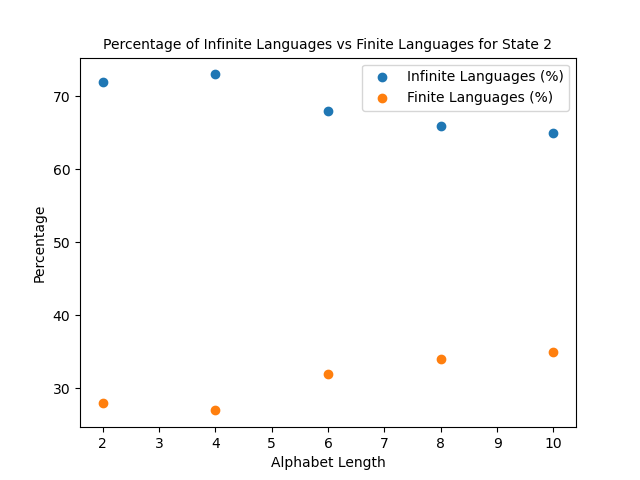 Percentage of Infinite Languages vs Finite Languages for State 2
Infinite Languages (%)
Finite Languages (%)
Percentage
70
60
50
40
30
2 3 4 5 6 7 8 9 10
Alphabet Length